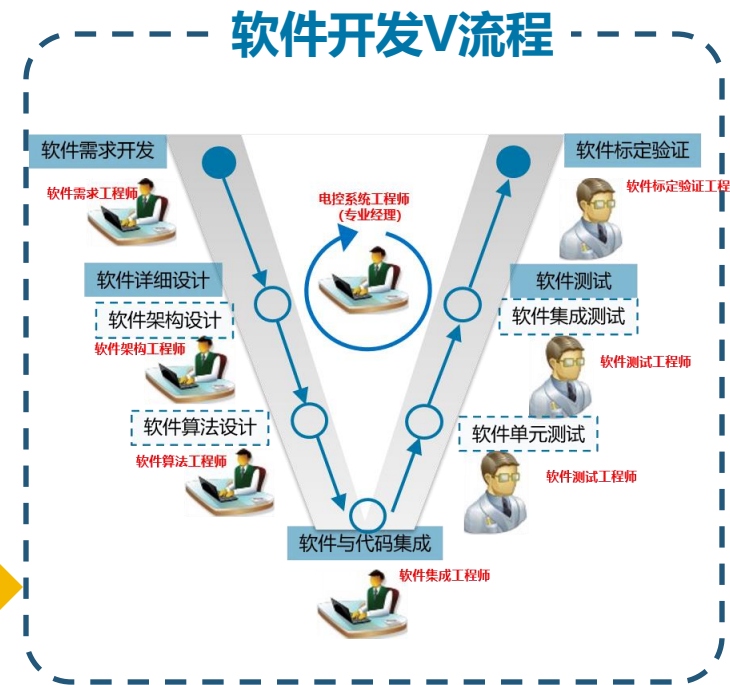 软件开发V流程
软件需求开发
软件需求工程师
软件标定验证
软件标定验证工程
电控系统工程师
(专业经理)
软件详细设计
软件架构设计
软件架构工程师
软件测试
软件集成测试
软件测试工程师
软件算法设计
软件算法工程师
软件单元测试
软件测试工程师
软件与代码集成
软件集成工程师